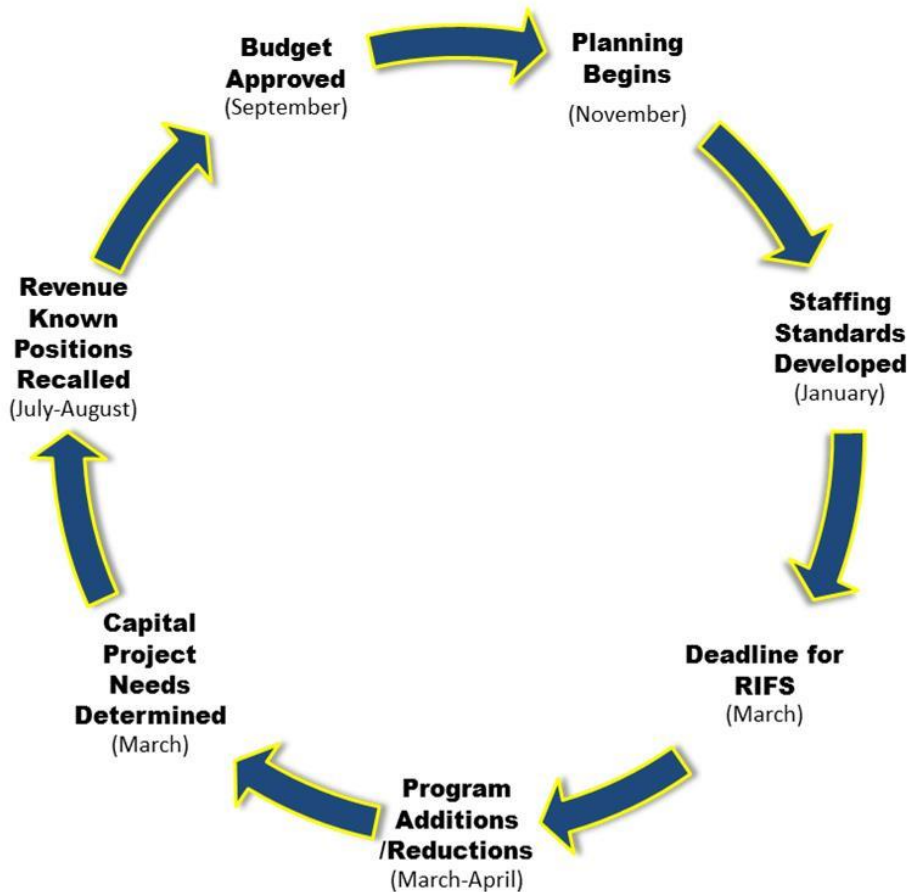 Budget
Approved
(September)
Planning
Begins
(November)
Staffing
Standards
Developed
(January)
Deadline for
RIFS
(March)
Program
Additions
/Reductions
(March-April)
Capital
Project
Needs
Determined
(March)
Revenue
Known
Positions
Recalled
(July-August)